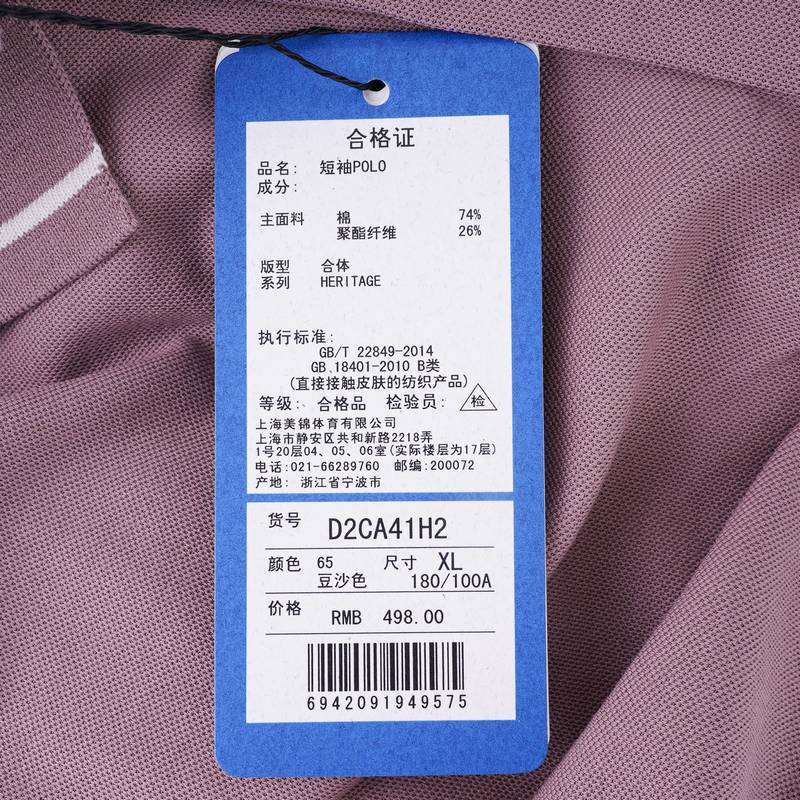 合格证
品名: 短袖POLO
成分:
主面料 棉 74%
聚酯纤维 26%
版型 合体
系列 HERITAGE
执行标准:
GB/T 22849-2014
GB 18401-2010 B类
(直接接触皮肤的纺织产品)
等级: 合格品 检验员: 检
上海美锦体育有限公司
上海市静安区共和新路2218弄
1号20层04、05、06室(实际楼层为17层)
电话:021-66289760 邮编:200072
产地: 浙江省宁波市
货号 D2CA41H2
颜色 65 尺寸 XL
豆沙色 180/100A
价格 RMB 498.00
6942091949575